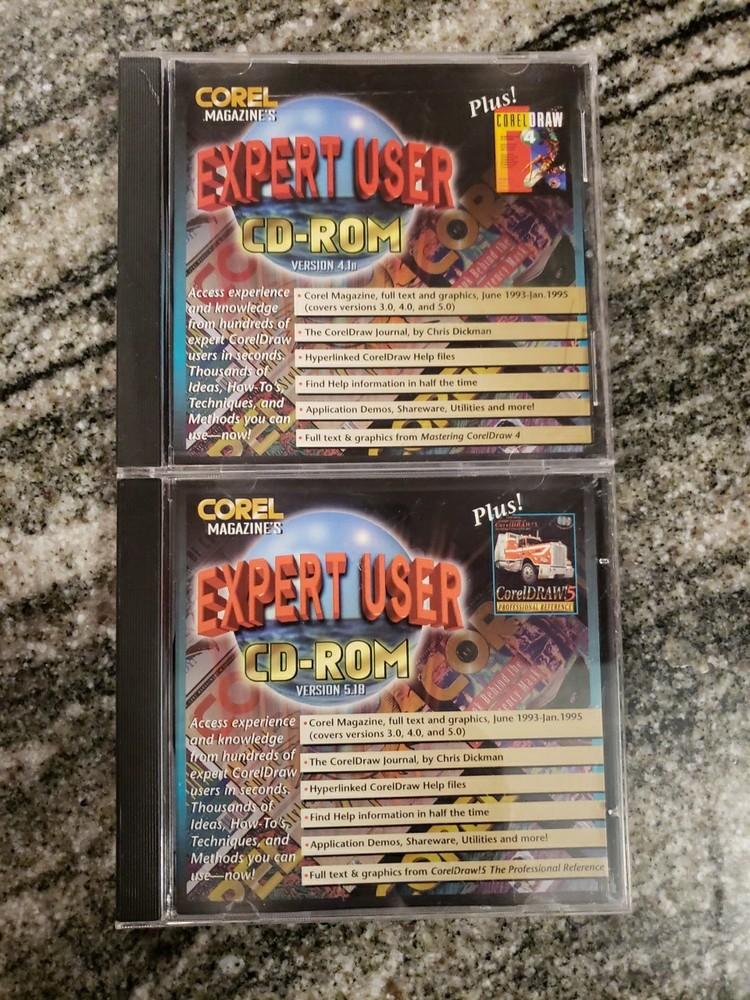 COREL
MAGAZINE'S
Plus!
COREL DRAW
4
EXPERT USER
CD-ROM
VERSION 4.1B
Access experience
and knowledge
from hundreds of
expert CorelDraw
users in seconds.
Thousands of
Ideas, How-To's,
Techniques, and
Methods you can
use—now!
• Corel Magazine, full text and graphics, June 1993-Jan.1995
(covers versions 3.0, 4.0, and 5.0)
• The CorelDraw Journal, by Chris Dickman
• Hyperlinked CorelDraw Help files
• Find Help information in half the time
• Application Demos, Shareware, Utilities and more!
• Full text & graphics from Mastering CorelDraw 4
COREL
MAGAZINE'S
Plus!
CorelDRAW!5
PROFESSIONAL REFERENCE
EXPERT USER
CD-ROM
VERSION 5.1B
Access experience
and knowledge
from hundreds of
expert CorelDraw
users in seconds.
Thousands of
Ideas, How-To's,
Techniques, and
Methods you can
use—now!
• Corel Magazine, full text and graphics, June 1993-Jan.1995
(covers versions 3.0, 4.0, and 5.0)
• The CorelDraw Journal, by Chris Dickman
• Hyperlinked CorelDraw Help files
• Find Help information in half the time
• Application Demos, Shareware, Utilities and more!
• Full text & graphics from CorelDraw!5 The Professional Reference